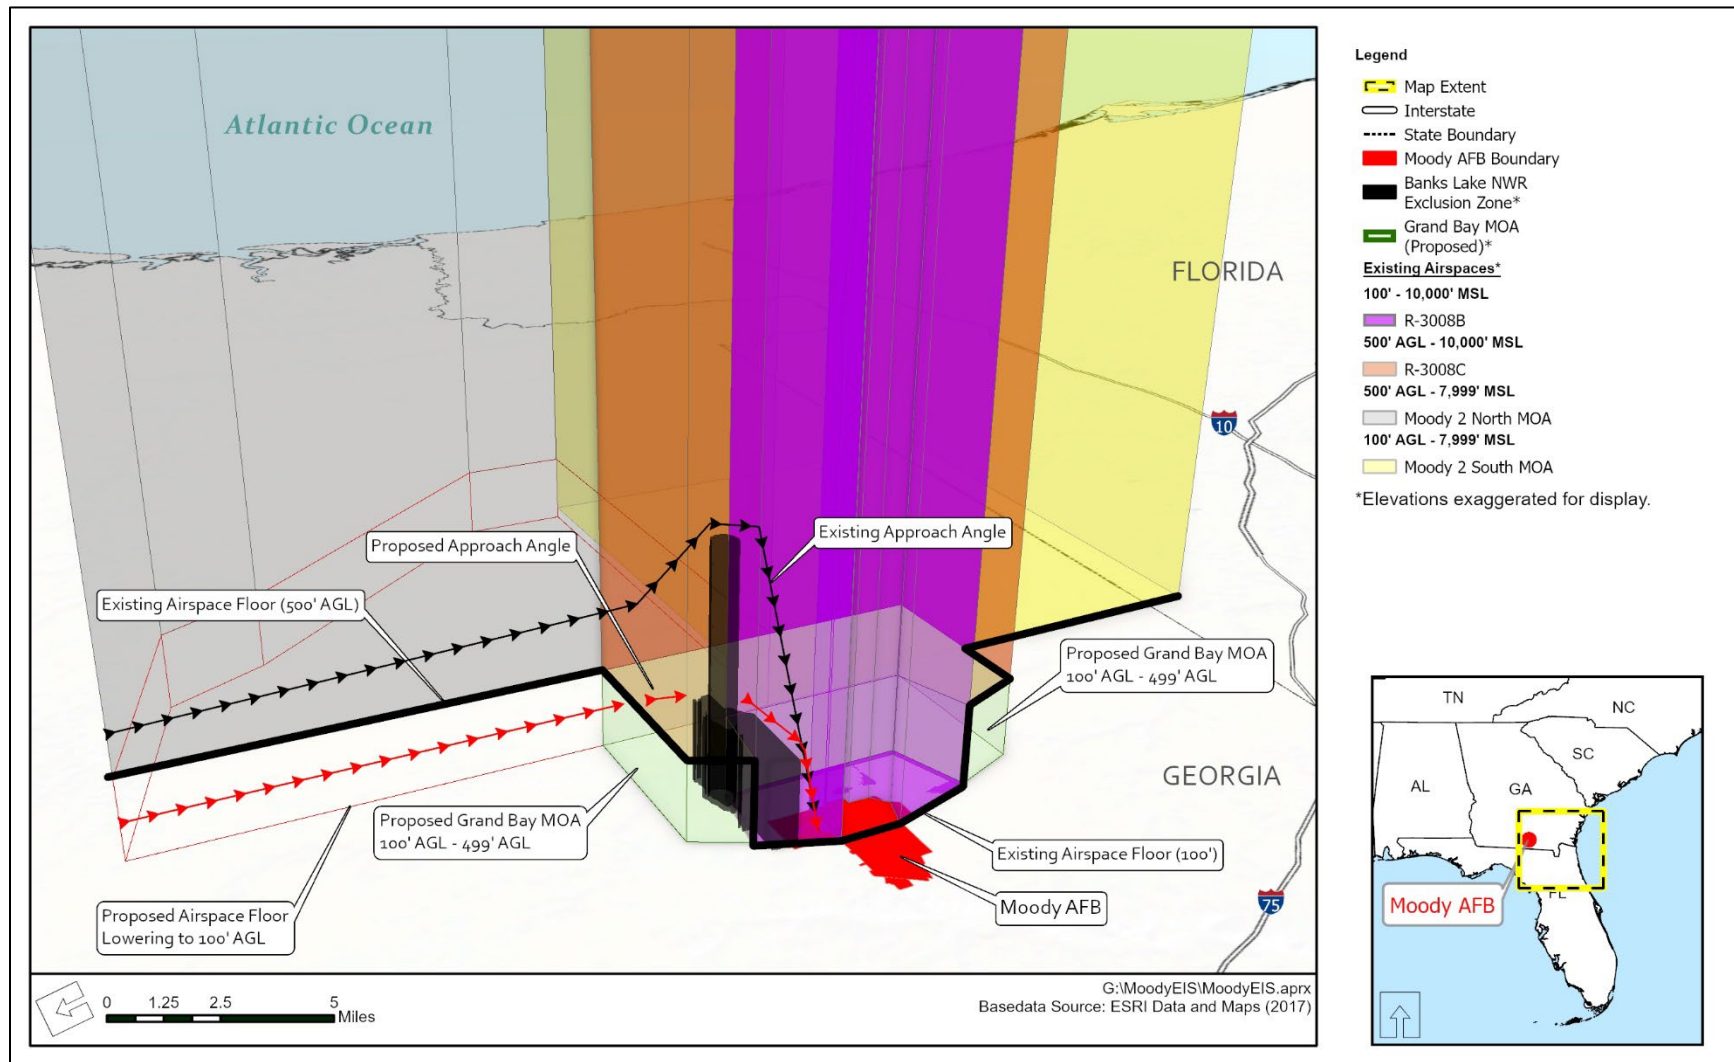 Atlantic Ocean
FLORIDA
10
Existing Approach Angle
Proposed Approach Angle
Existing Airspace Floor (500' AGL)
Proposed Grand Bay MOA
100' AGL - 499' AGL
GEORGIA
Proposed Grand Bay MOA
100' AGL - 499' AGL
Existing Airspace Floor (100')
Moody AFB
75
Proposed Airspace Floor
Lowering to 100' AGL
0 1.25 2.5 5
Miles
G:\MoodyEIS\MoodyEIS.aprx
Basedata Source: ESRI Data and Maps (2017)
Legend
Map Extent
Interstate
State Boundary
Moody AFB Boundary
Banks Lake NWR
Exclusion Zone*
Grand Bay MOA
(Proposed)*
Existing Airspaces*
100' - 10,000' MSL
R-3008B
500' AGL - 10,000' MSL
R-3008C
500' AGL - 7,999' MSL
Moody 2 North MOA
100' AGL - 7,999' MSL
Moody 2 South MOA
*Elevations exaggerated for display.
TN
NC
SC
AL
GA
FL
Moody AFB